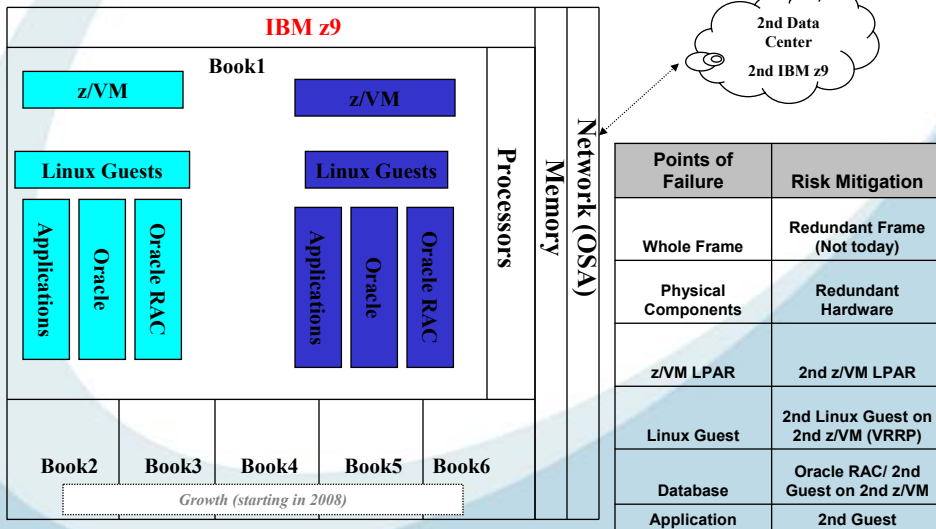 IBM z9
Book1
z/VM
z/VM
Linux Guests
Linux Guests
Applications
Oracle
Oracle RAC
Applications
Oracle
Oracle RAC
Processors
Memory
Network (OSA)
Book2
Book3
Book4
Book5
Book6
Growth (starting in 2008)
2nd Data
Center
2nd IBM z9
Points of
Failure
Risk Mitigation
Whole Frame
Redundant Frame
(Not today)
Physical
Components
Redundant
Hardware
z/VM LPAR
2nd z/VM LPAR
Linux Guest
2nd Linux Guest on
2nd z/VM (VRRP)
Database
Oracle RAC/ 2nd
Guest on 2nd z/VM
Application
2nd Guest